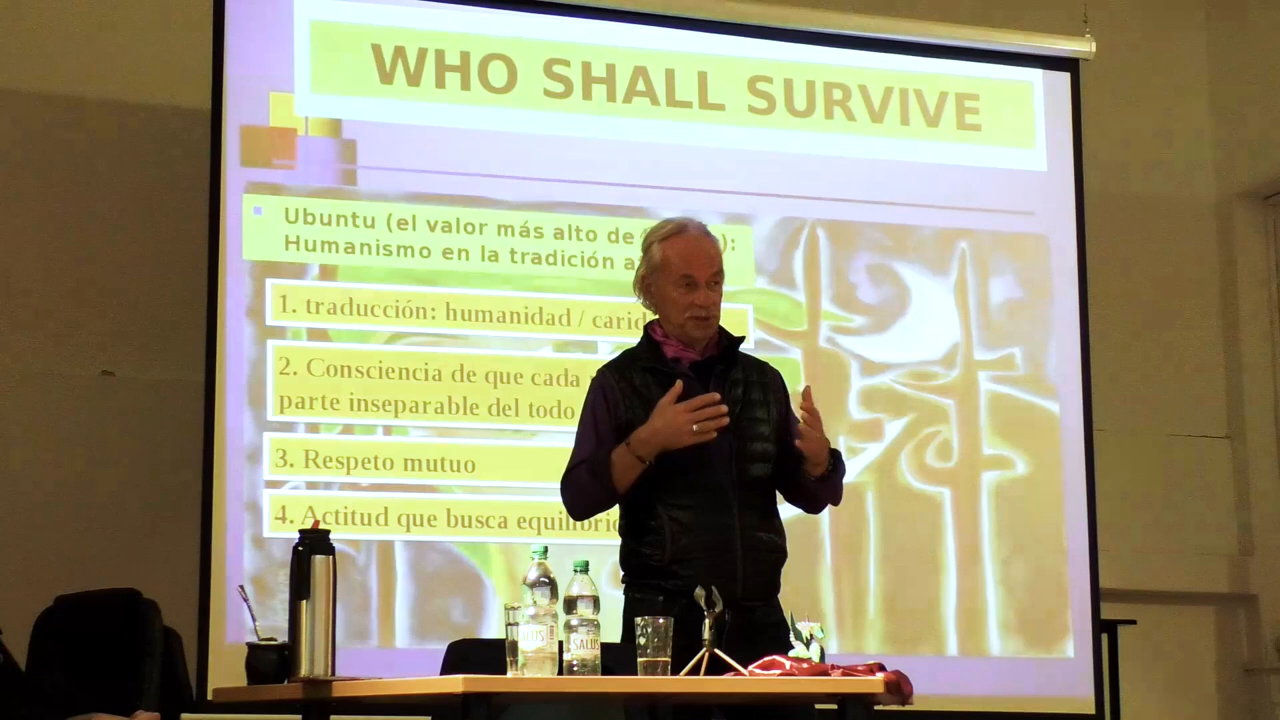 WHO SHALL SURVIVE
Ubuntu (el valor más alto de
Humanismo en la tradición
1. traducción: humanidad /
2. Consciencia de que cada
parte inseparable del todo
3. Respeto mutuo
4. Actitud que busca equilibrio
SALUS